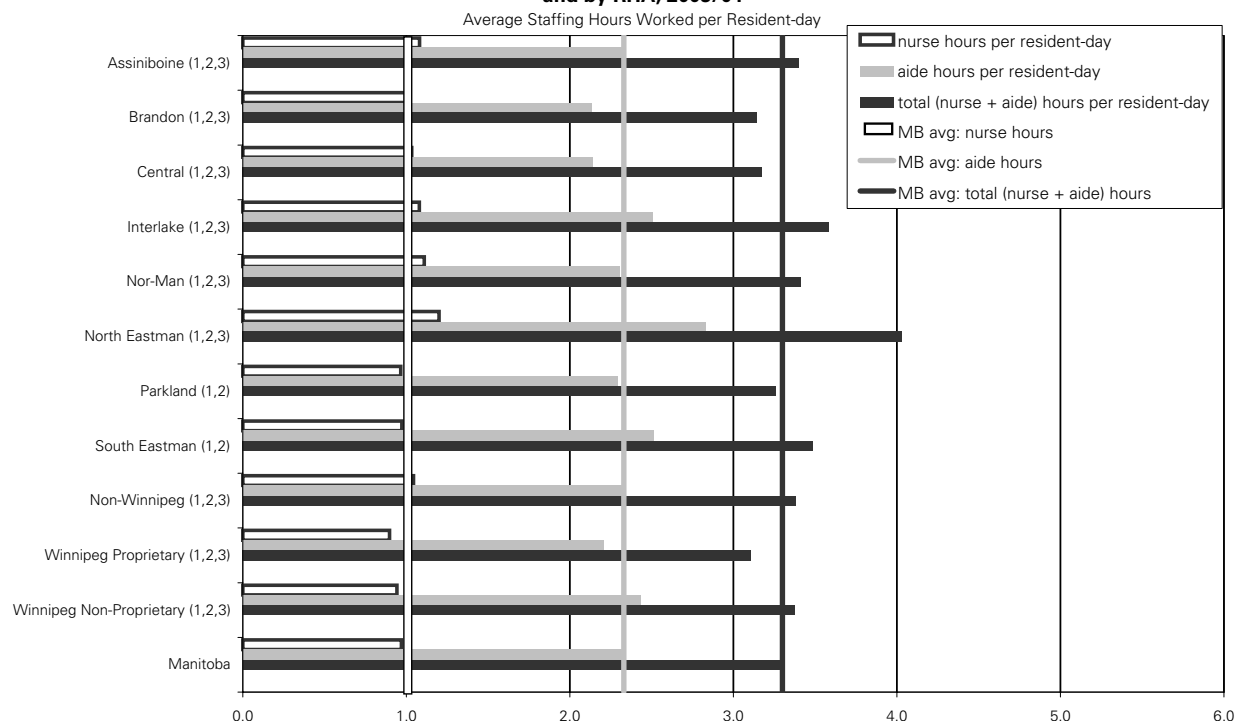 Average Staffing Hours Worked per Resident-day
nurse hours per resident-day
aide hours per resident-day
total (nurse + aide) hours per resident-day
MB avg: nurse hours
MB avg: aide hours
MB avg: total (nurse + aide) hours
Assiniboine (1,2,3)
Brandon (1,2,3)
Central (1,2,3)
Interlake (1,2,3)
Nor-Man (1,2,3)
North Eastman (1,2,3)
Parkland (1,2)
South Eastman (1,2)
Non-Winnipeg (1,2,3)
Winnipeg Proprietary (1,2,3)
Winnipeg Non-Proprietary (1,2,3)
Manitoba
0.0 1.0 2.0 3.0 4.0 5.0 6.0